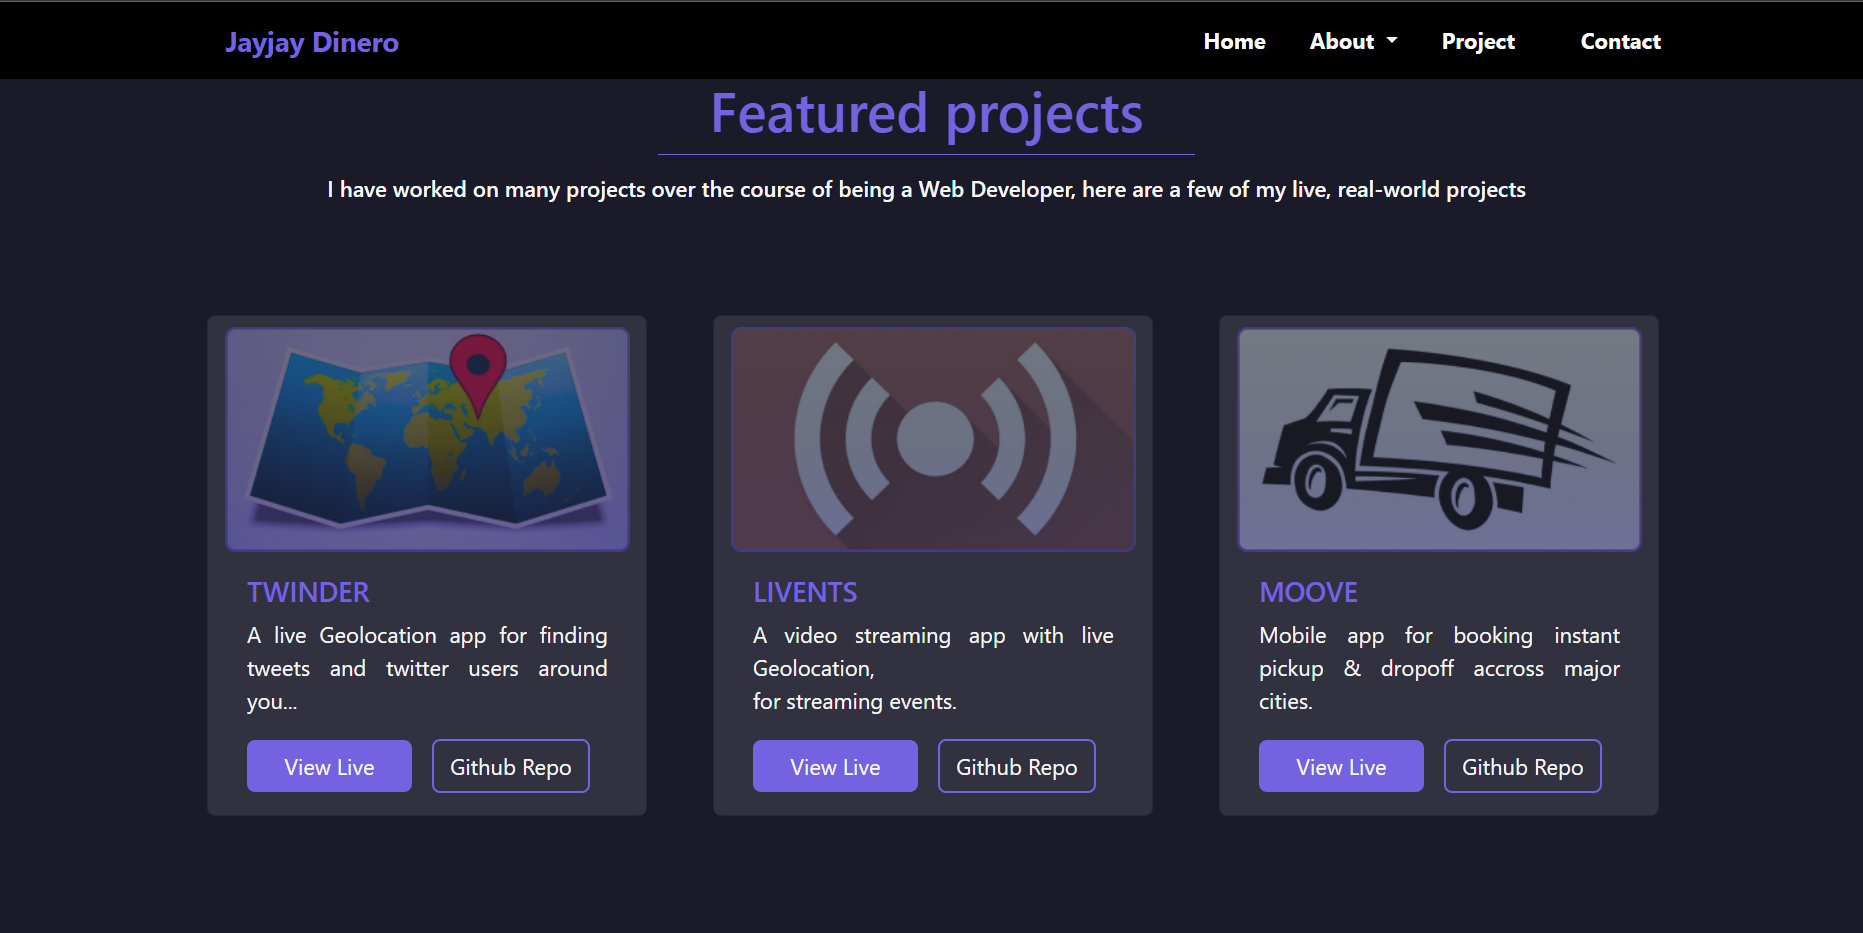 Jayjay Dinero
Home About Project Contact
Featured projects
I have worked on many projects over the course of being a Web Developer, here are a few of my live, real-world projects
TWINDER
A live Geolocation app for finding
tweets and twitter users around
you...
View Live Github Repo
LIVENTS
A video streaming app with live
Geolocation,
for streaming events.
View Live Github Repo
MOOVE
Mobile app for booking instant
pickup & dropoff accross major
cities.
View Live Github Repo